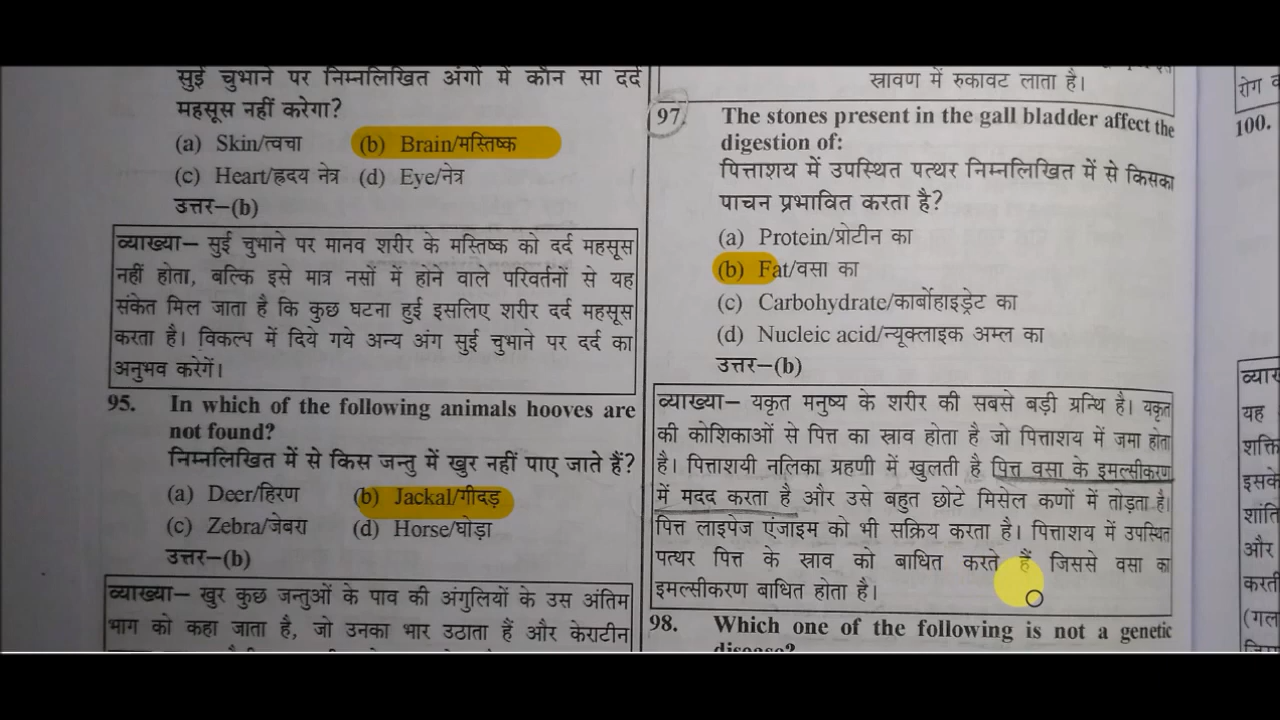 सुई चुभाने पर निम्नलिखित अंगों में कौन सा दर्द
महसूस नहीं करेगा?
(a) Skin/त्वचा (b) Brain/मस्तिष्क
(c) Heart/ह्रदय नेत्र (d) Eye/नेत्र
उत्तर–(b)
व्याख्या– सुई चुभाने पर मानव शरीर के मस्तिष्क को दर्द महसूस
नहीं होता, बल्कि इसे मात्र नसों में होने वाले परिवर्तनों से यह
संकेत मिल जाता है कि कुछ घटना हुई इसलिए शरीर दर्द महसूस
करता है। विकल्प में दिये गये अन्य अंग सुई चुभाने पर दर्द का
अनुभव करेगें।
95. In which of the following animals hooves are
not found?
निम्नलिखित में से किस जन्तु में खुर नहीं पाए जाते हैं?
(a) Deer/हिरण (b) Jackal/गीदड़
(c) Zebra/जेबरा (d) Horse/घोड़ा
उत्तर–(b)
व्याख्या– खुर कुछ जन्तुओं के पाव की अंगुलियों के उस अंतिम
भाग को कहा जाता है, जो उनका भार उठाता हैं और केराटीन
स्रावण में रुकावट लाता है।
97. The stones present in the gall bladder affect the
digestion of:
पित्ताशय में उपस्थित पत्थर निम्नलिखित में से किसका
पाचन प्रभावित करता है?
(a) Protein/प्रोटीन का
(b) Fat/वसा का
(c) Carbohydrate/कार्बोहाइड्रेट का
(d) Nucleic acid/न्यूक्लाइक अम्ल का
उत्तर–(b)
व्याख्या– यकृत मनुष्य के शरीर की सबसे बड़ी ग्रन्थि है। यकृत
की कोशिकाओं से पित्त का स्राव होता है जो पित्ताशय में जमा होता
है। पित्ताशयी नलिका ग्रहणी में खुलती है पित्त वसा के इमल्सीकरण
में मदद करता है और उसे बहुत छोटे मिसेल कणों में तोड़ता है।
पित्त लाइपेज एंजाइम को भी सक्रिय करता है। पित्ताशय में उपस्थित
पत्थर पित्त के स्राव को बाधित करते हैं जिससे वसा का
इमल्सीकरण बाधित होता है।
98. Which one of the following is not a genetic
disease?
रोग
100.
यह
इसके
और